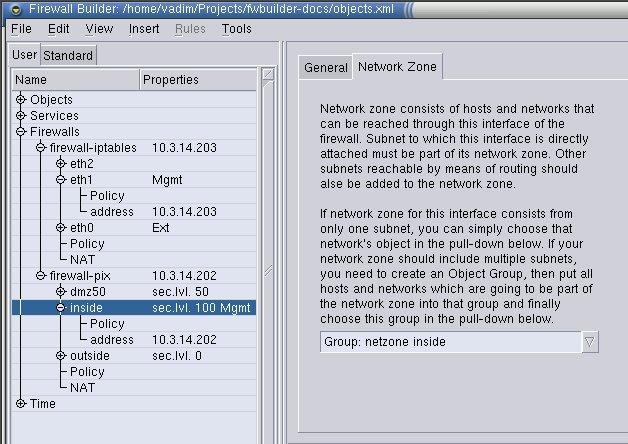 Firewall Builder: /home/vadim/Projects/fwbuilder-docs/objects.xml
File Edit View Insert Rules Tools Help
User Standard
Name Properties
Objects
Services
Firewalls
firewall-iptables 10.3.14.203
eth2
eth1 Mgmt
Policy
address 10.3.14.203
eth0 Ext
Policy
NAT
firewall-pix 10.3.14.202
dmz50 sec.lvl. 50
inside sec.lvl. 100 Mgmt
Policy
address 10.3.14.202
outside sec.lvl. 0
Policy
NAT
Time
General Network Zone
Network zone consists of hosts and networks that
can be reached through this interface of the
firewall. Subnet to which this interface is directly
attached must be part of its network zone. Other
subnets reachable by means of routing should
alse be added to the network zone.
If network zone for this interface consists from
only one subnet, you can simply choose that
network's object in the pull-down below. If your
network zone should include multiple subnets,
you need to create an Object Group, then put all
hosts and networks which are going to be part of
the network zone into that group and finally
choose this group in the pull-down below.
Group: netzone inside